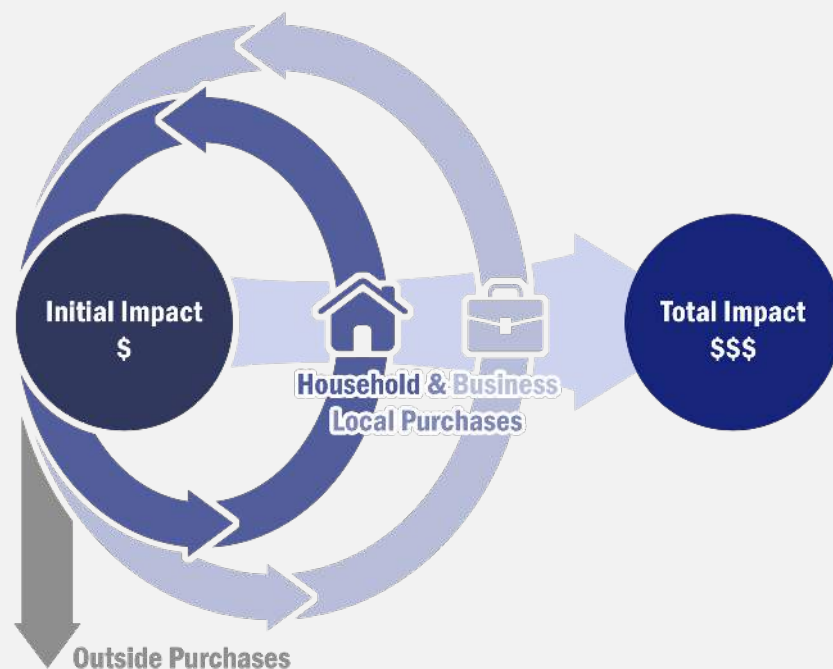 Initial Impact
$
Total Impact
$$$
Household & Business
Local Purchases
Outside Purchases